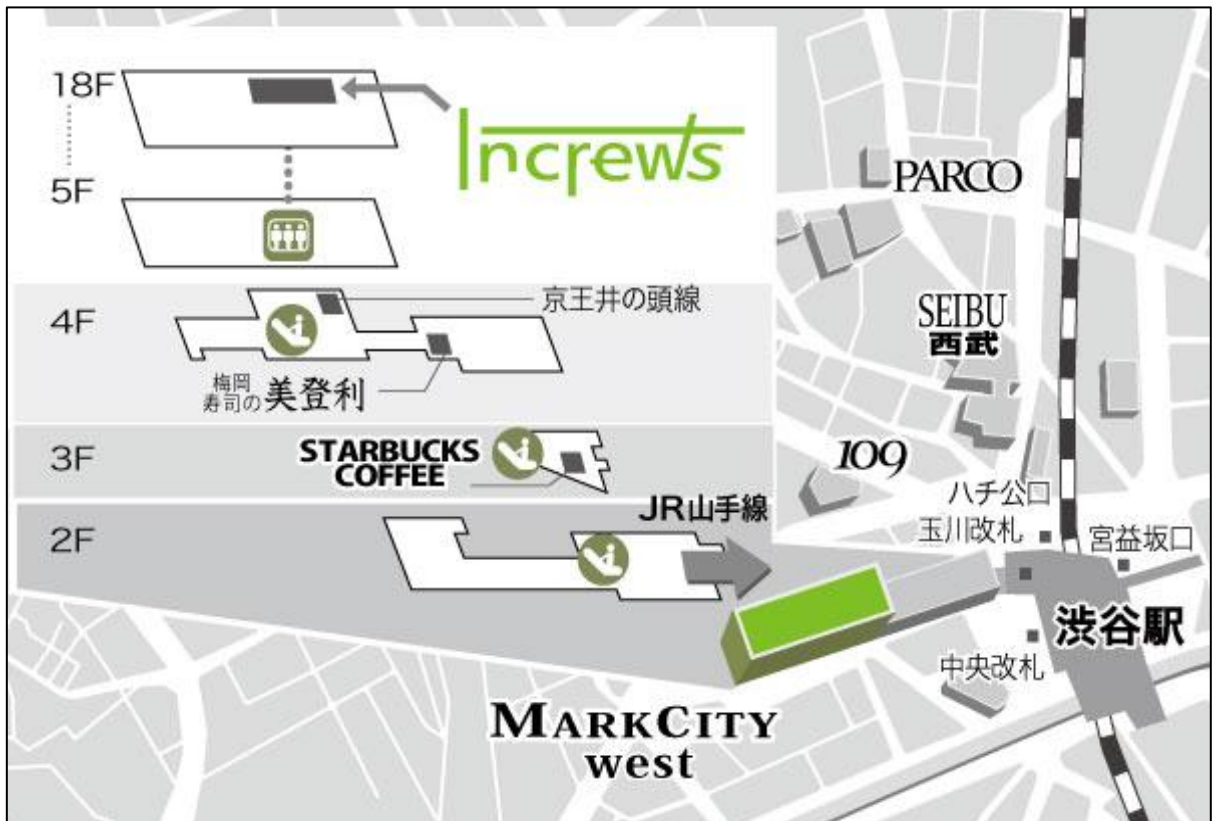 18F
Increws
5F
4F
京王井の頭線
梅岡
寿司の美登利
3F
STARBUCKS
COFFEE
2F
JR山手線
PARCO
SEIBU
西武
109
ハチ公口
玉川改札
宮益坂口
渋谷駅
中央改札
MARKCITY
west